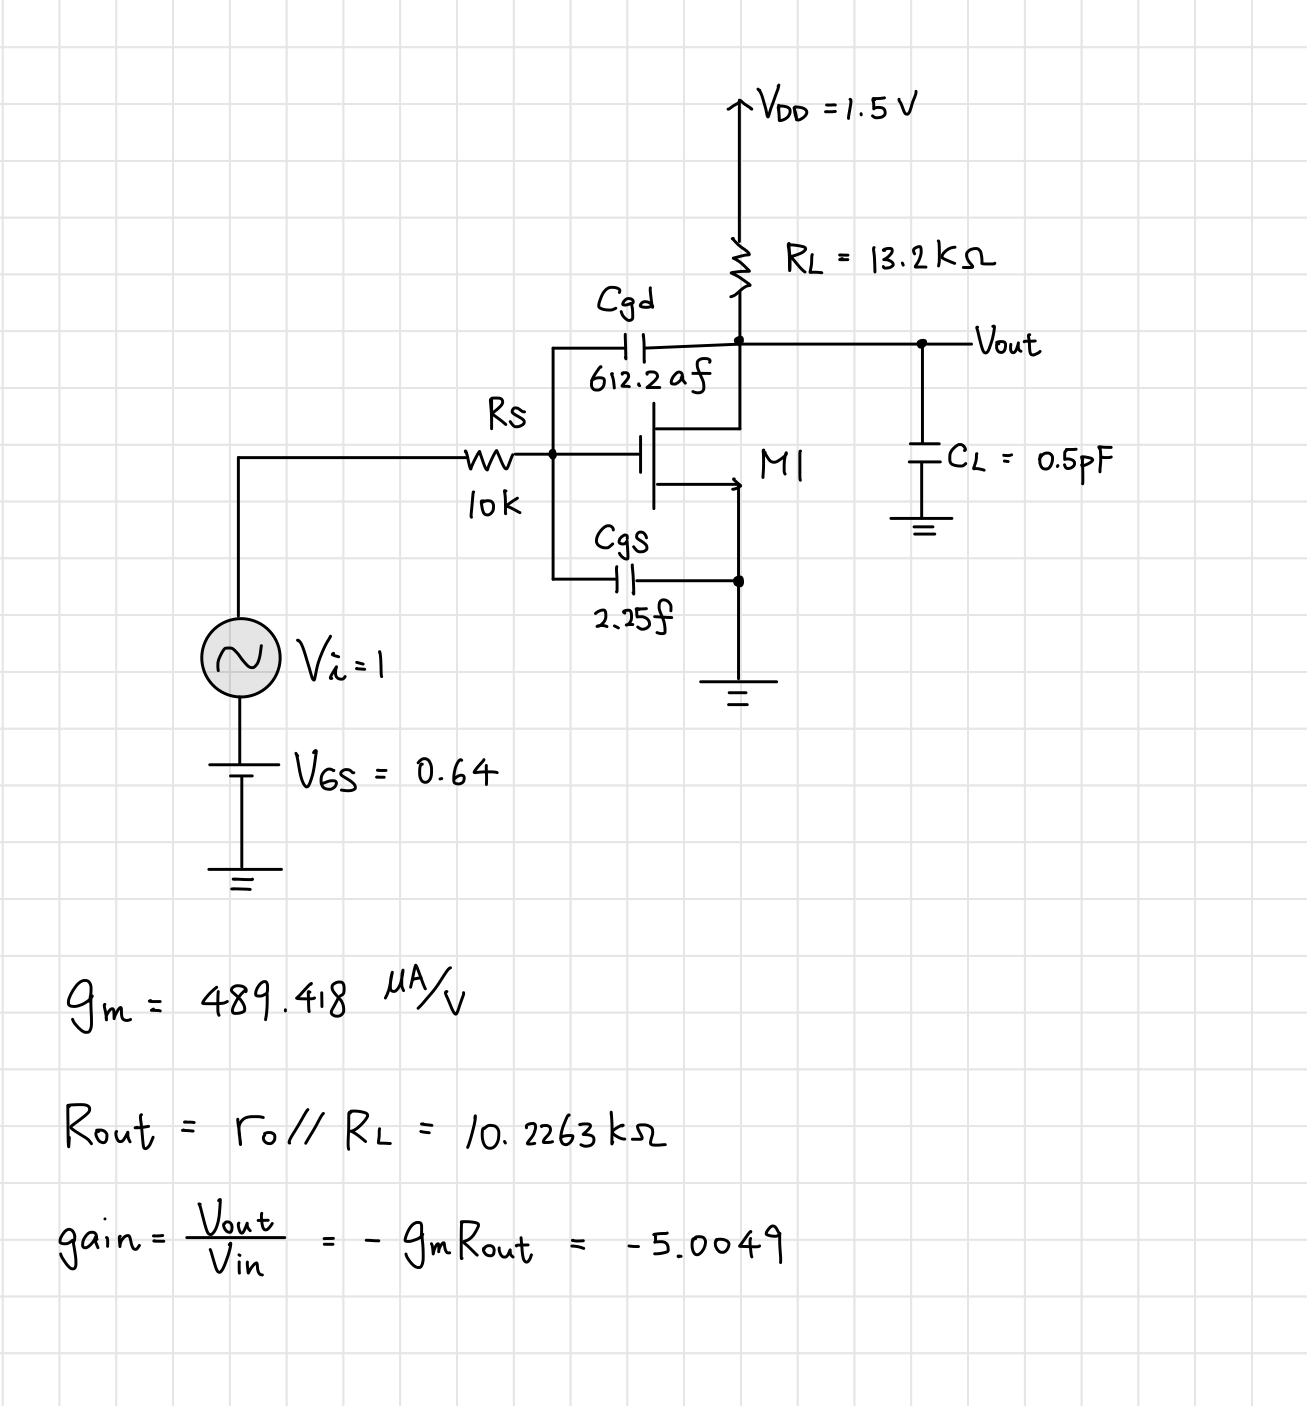 VDD = 1.5 V
RL = 13.2 kΩ
Cgd
612.2 af
Vout
Rs
10k
M1
CL = 0.5pF
Cgs
2.25f
Vi = 1
VGS = 0.64
gm = 489.418 μA/V
Rout = ro // RL = 10.2263 kΩ
gain = Vout/Vin = - gmRout = -5.0049